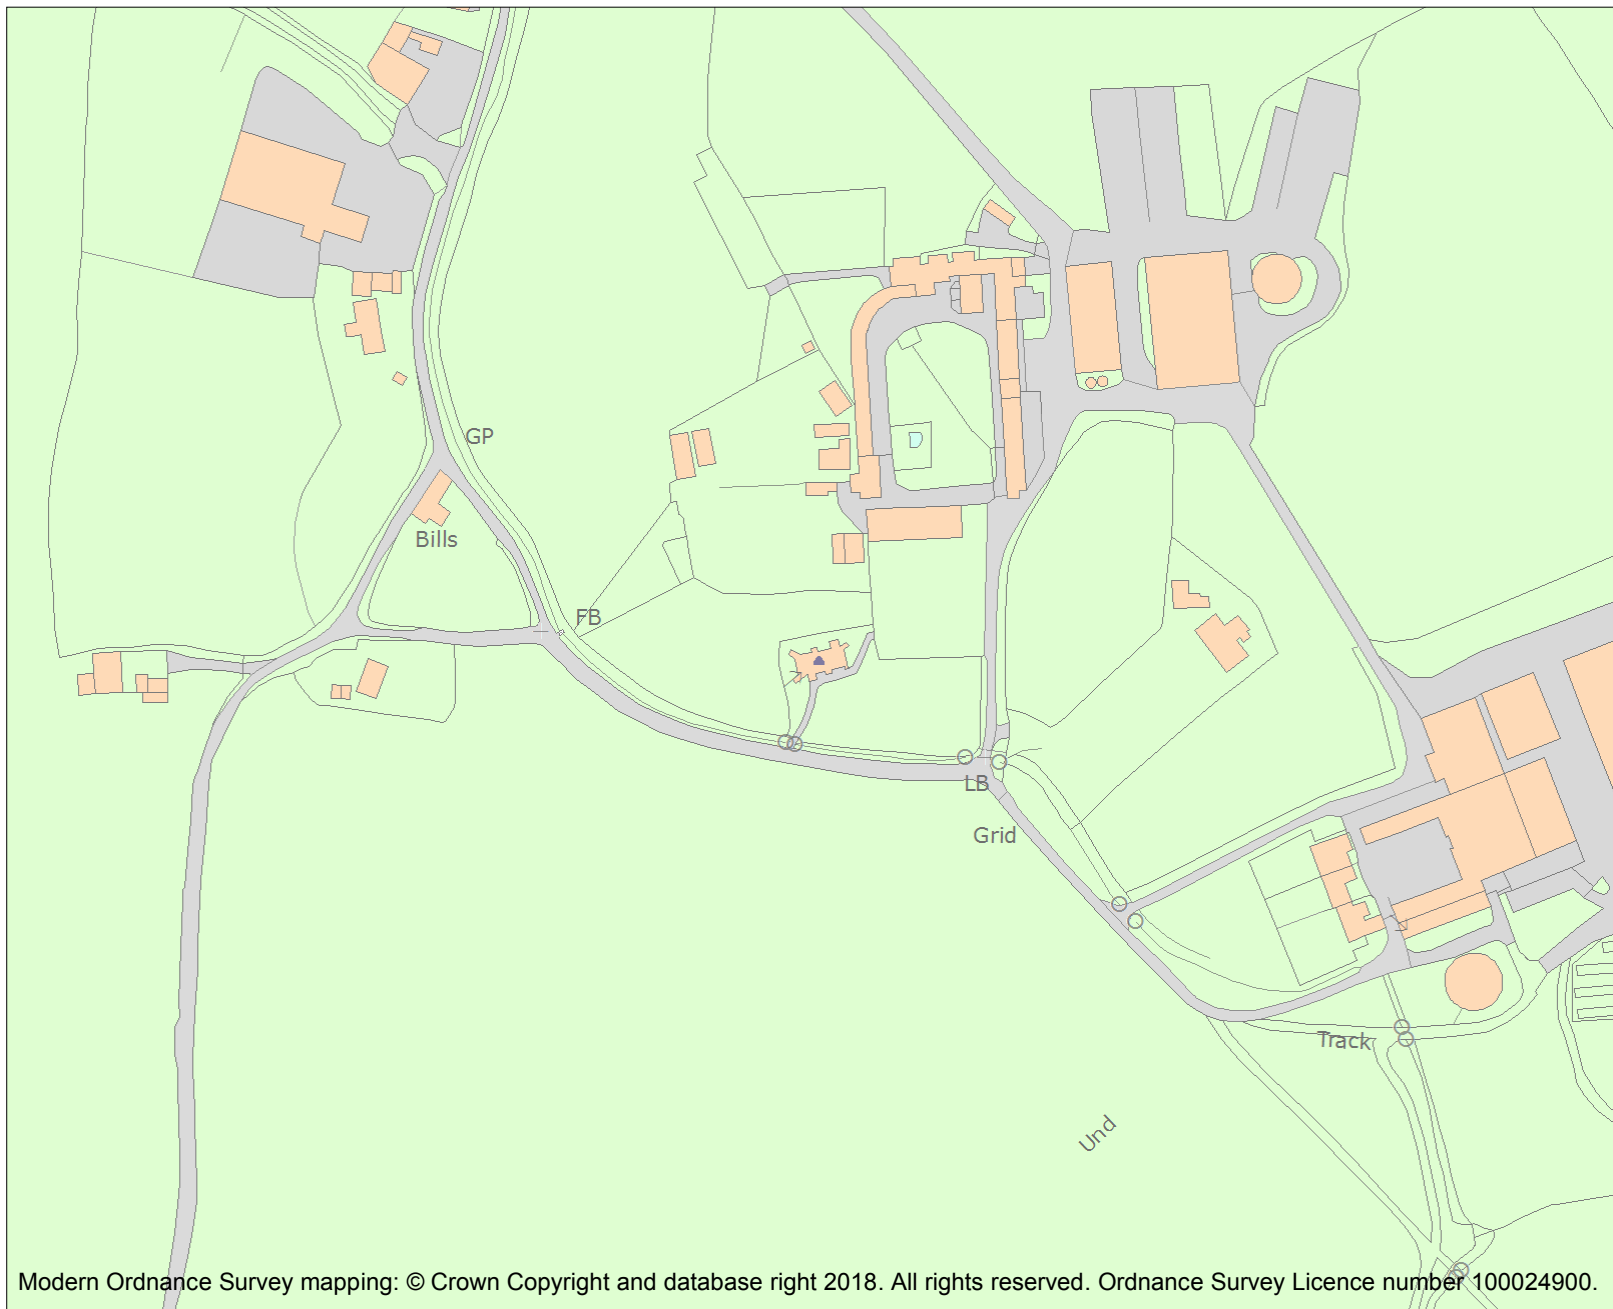 GP
Bills
FB
LB
Grid
Track
Und
Modern Ordnance Survey mapping: © Crown Copyright and database right 2018. All rights reserved. Ordnance Survey Licence number 100024900.